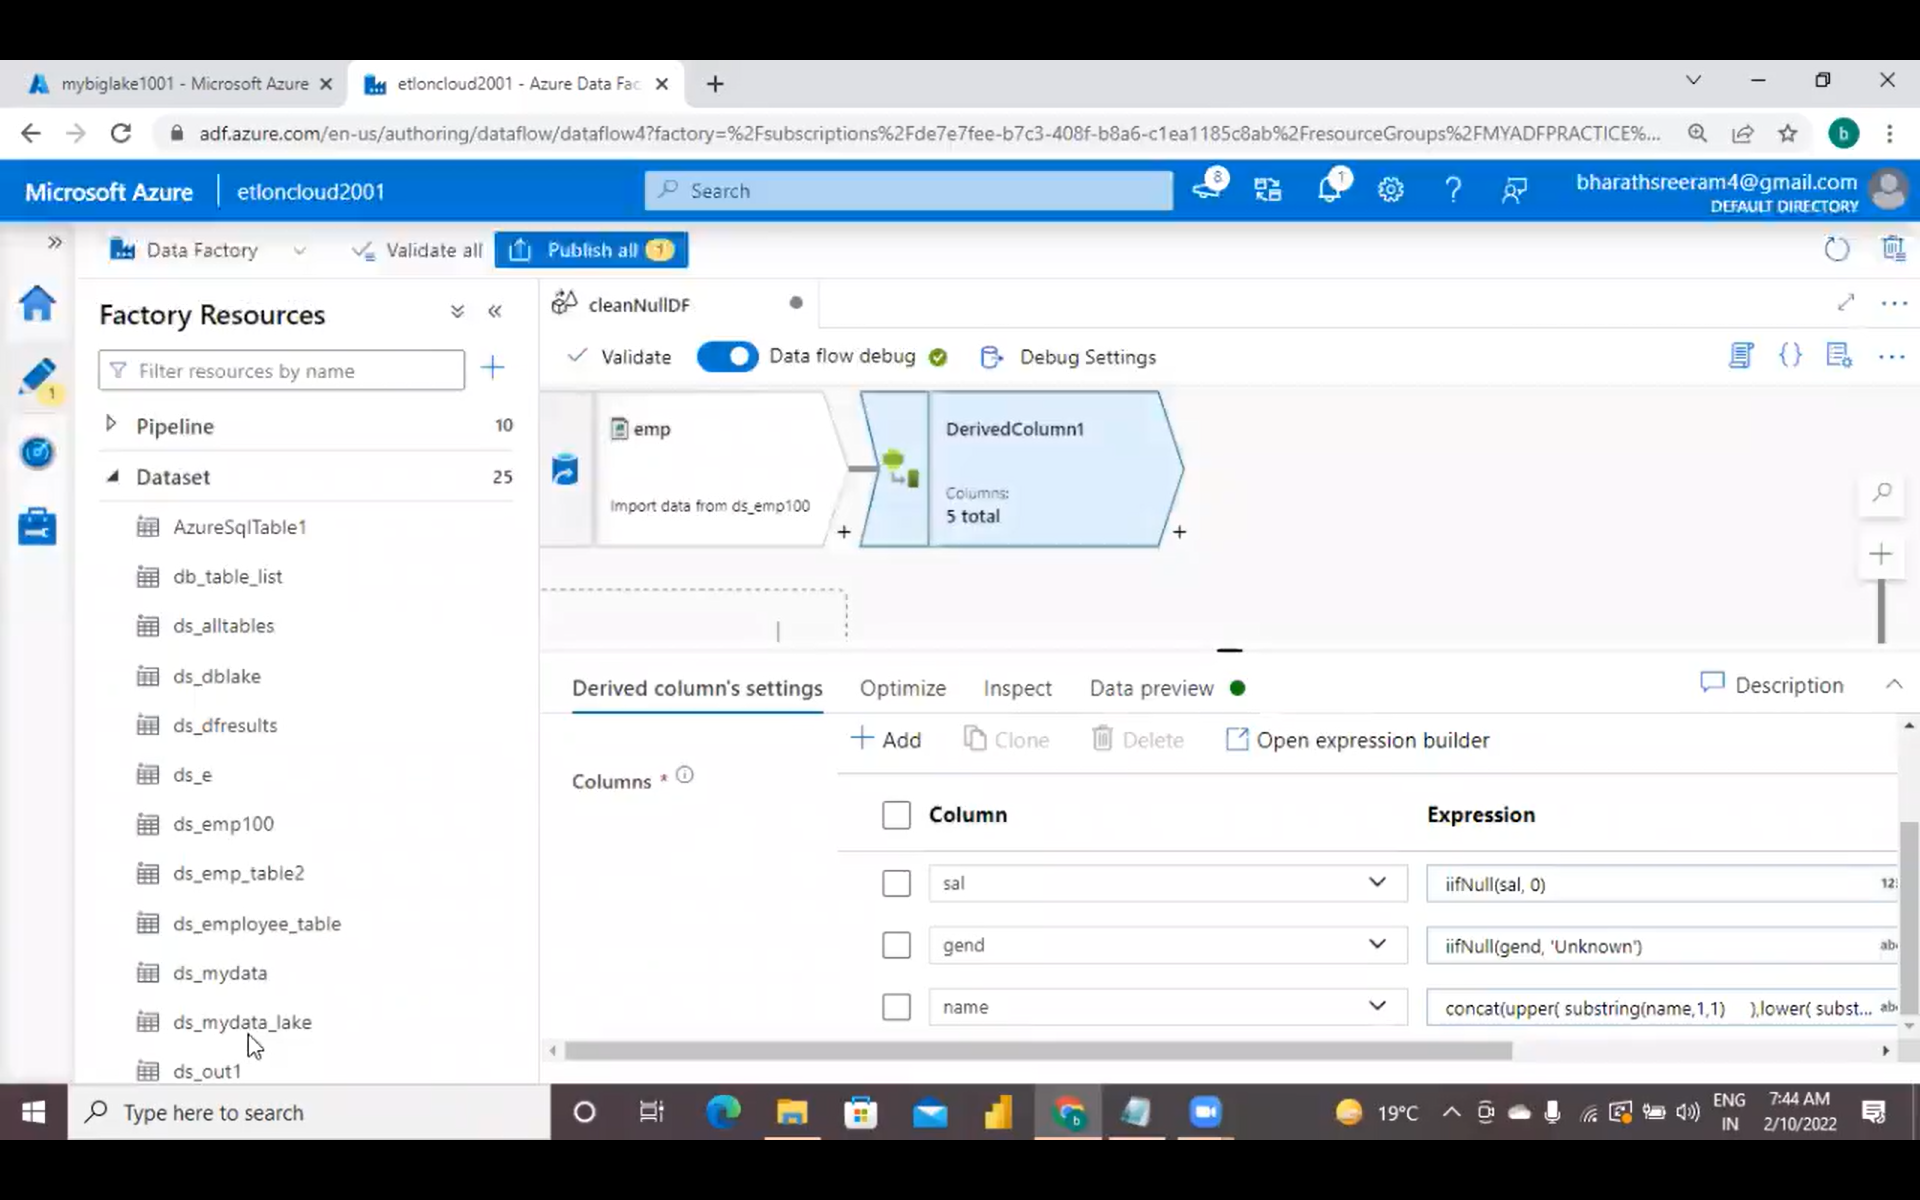 mybiglake1001 - Microsoft Azure
etloncloud2001 - Azure Data Fac
adf.azure.com/en-us/authoring/dataflow/dataflow4?factory=%2Fsubscriptions%2Fde7e7fee-b7c3-408f-b8a6-c1ea1185c8ab%2FresourceGroups%2FMYADFPRACTICE%...
b
Microsoft Azure
etloncloud2001
Search
8
1
bharathsreeram4@gmail.com
DEFAULT DIRECTORY
Data Factory
Validate all
Publish all 1
Factory Resources
Filter resources by name
1
Pipeline 10
Dataset 25
AzureSqlTable1
db_table_list
ds_alltables
ds_dblake
ds_dfresults
ds_e
ds_emp100
ds_emp_table2
ds_employee_table
ds_mydata
ds_mydata_lake
ds_out1
cleanNullDF
Validate
Data flow debug
Debug Settings
emp
Import data from ds_emp100
+
DerivedColumn1
Columns:
5 total
+
Derived column's settings
Optimize
Inspect
Data preview
Description
Add
Clone
Delete
Open expression builder
Columns *
Column
Expression
sal
iifNull(sal, 0)
12:
gend
iifNull(gend, 'Unknown')
ab
name
concat(upper( substring(name,1,1) ),lower( subst...
ab
Type here to search
b
19°C
ENG
IN
7:44 AM
2/10/2022